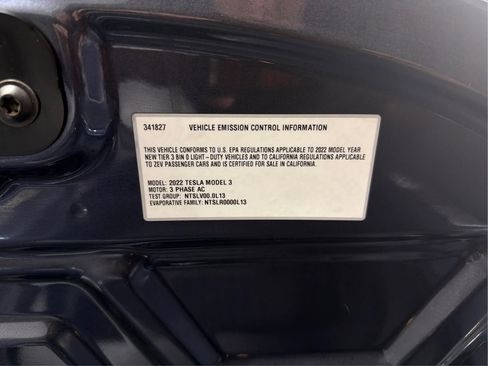 341827 VEHICLE EMISSION CONTROL INFORMATION
THIS VEHICLE CONFORMS TO U.S. EPA REGULATIONS APPLICABLE TO 2022 MODEL YEAR
NEW TIER 3 BIN 0 LIGHT-DUTY VEHICLES AND TO CALIFORNIA REGULATIONS APPLICABLE
TO ZEV PASSENGER CARS AND IS CERTIFIED FOR SALE IN CALIFORNIA.
MODEL: 2022 TESLA MODEL 3
MOTOR: 3 PHASE AC
TEST GROUP: NTSLV00.0L13
EVAPORATIVE FAMILY: NTSLR0000L13